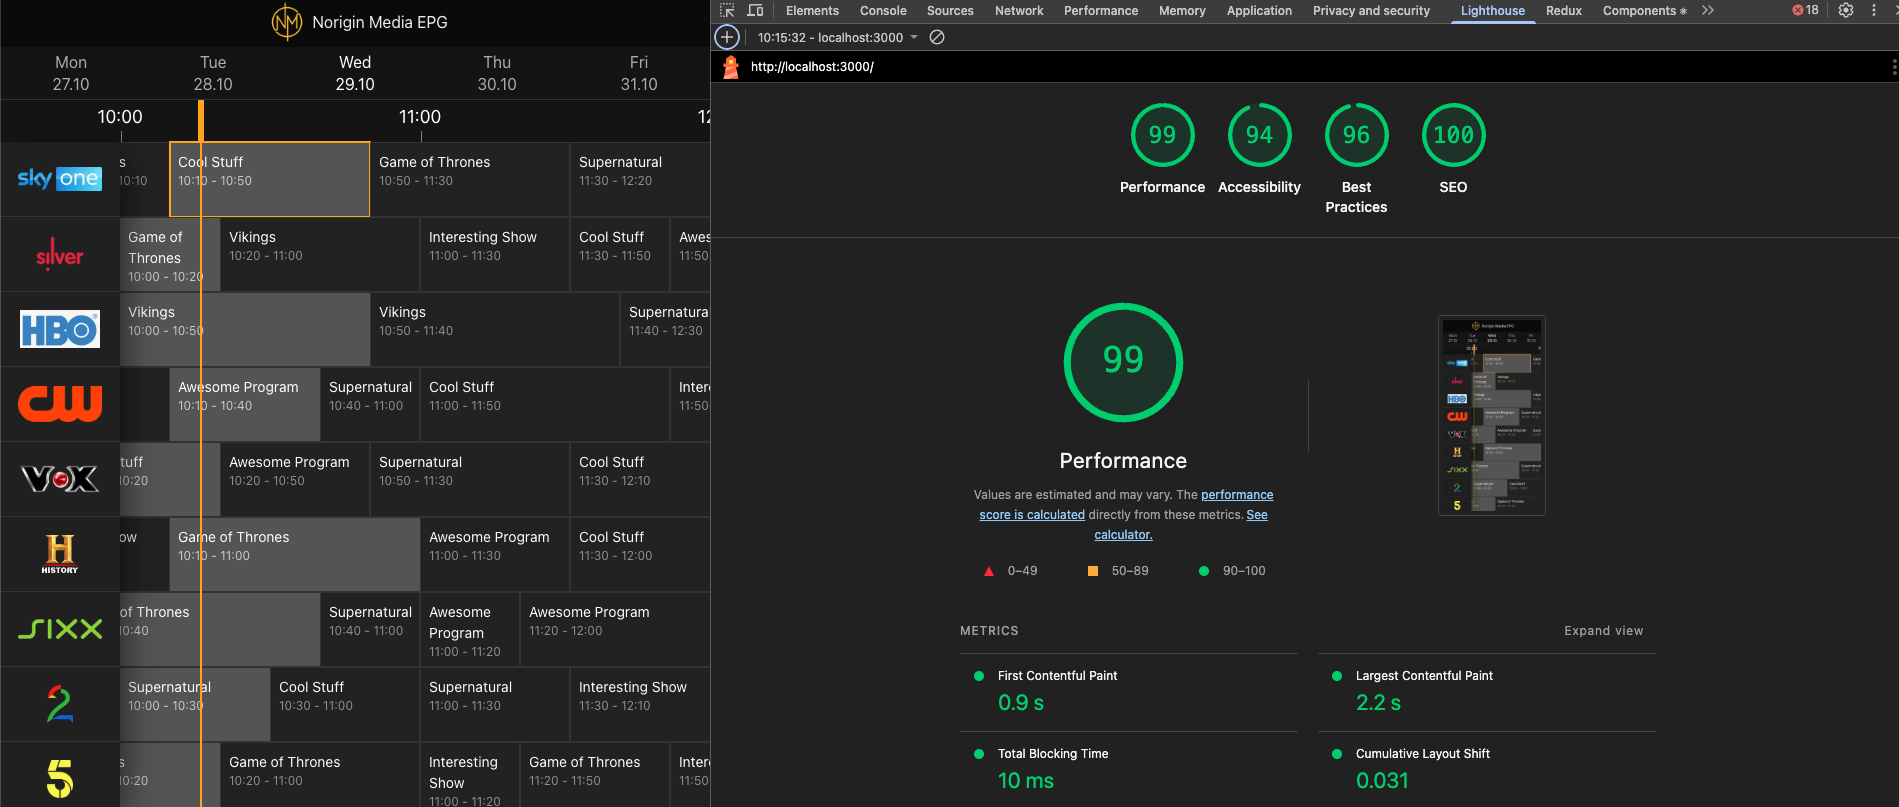 Norigin Media EPG
Mon
27.10
Tue
28.10
Wed
29.10
Thu
30.10
Fri
31.10
10:00
11:00
12
sky one
s
10:10
Cool Stuff
10:10 - 10:50
Game of Thrones
10:50 - 11:30
Supernatural
11:30 - 12:20
silver
Game of
Thrones
10:00 - 10:20
Vikings
10:20 - 11:00
Interesting Show
11:00 - 11:30
Cool Stuff
11:30 - 11:50
Awes
11:50
HBO
Vikings
10:00 - 10:50
Vikings
10:50 - 11:40
Supernatura
11:40 - 12:30
CW
Awesome Program
10:10 - 10:40
Supernatural
10:40 - 11:00
Cool Stuff
11:00 - 11:50
Inter
11:50
VOX
tuff
10:20
Awesome Program
10:20 - 10:50
Supernatural
10:50 - 11:30
Cool Stuff
11:30 - 12:10
H
HISTORY
ow
Game of Thrones
10:10 - 11:00
Awesome Program
11:00 - 11:30
Cool Stuff
11:30 - 12:00
sixx
of Thrones
10:40
Supernatural
10:40 - 11:00
Awesome
Program
11:00 - 11:20
Awesome Program
11:20 - 12:00
2
Supernatural
10:00 - 10:30
Cool Stuff
10:30 - 11:00
Supernatural
11:00 - 11:30
Interesting Show
11:30 - 12:10
5
s
10:20
Game of Thrones
10:20 - 11:00
Interesting
Show
11:00 - 11:20
Game of Thrones
11:20 - 11:50
Inter
11:50
Elements Console Sources Network Performance Memory Application Privacy and security Lighthouse Redux Components 18
10:15:32 - localhost:3000
http://localhost:3000/
99
Performance
94
Accessibility
96
Best
Practices
100
SEO
99
Performance
Values are estimated and may vary. The performance
score is calculated directly from these metrics. See
calculator.
0–49
50–89
90–100
METRICS
Expand view
First Contentful Paint
0.9 s
Largest Contentful Paint
2.2 s
Total Blocking Time
10 ms
Cumulative Layout Shift
0.031